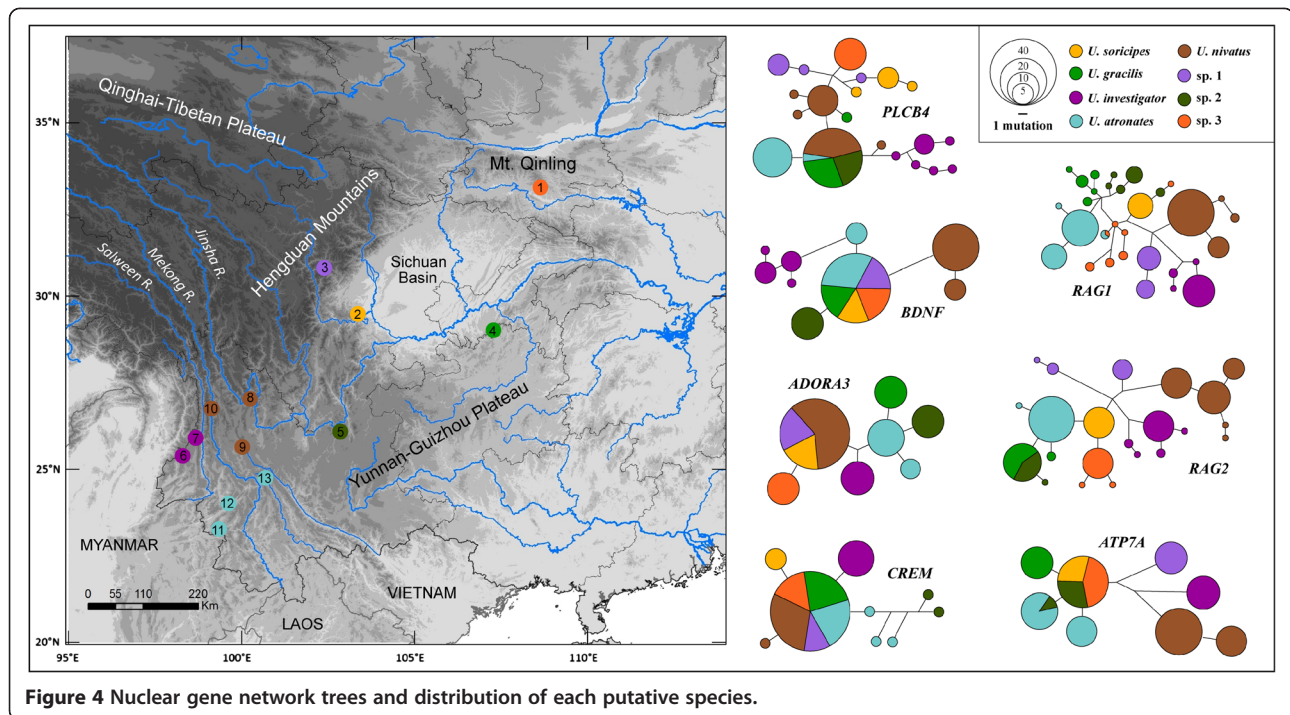 35°N
30°N
25°N
20°N
95°E
100°E
105°E
110°E
Qinghai-Tibetan Plateau
Hengduan Mountains
Mt. Qinling
Sichuan
Basin
Salween R.
Mekong R.
Jinsha R.
Yunnan-Guizhou Plateau
MYANMAR
LAOS
VIETNAM
1
2
3
4
5
6
7
8
9
10
11
12
13
0 55 110 220
Km
PLCB4
BDNF
ADORA3
CREM
RAG1
RAG2
ATP7A
40
20
10
5
1 mutation
U. soricipes
U. gracilis
U. investigator
U. atronates
U. nivatus
sp. 1
sp. 2
sp. 3
Figure 4 Nuclear gene network trees and distribution of each putative species.